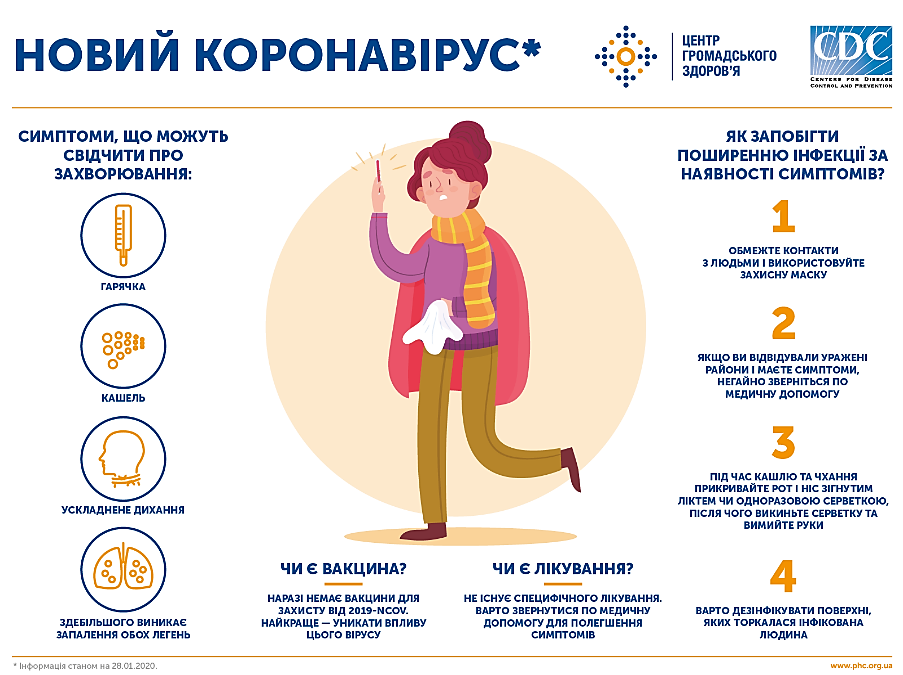 НОВИЙ КОРОНАВІРУС*
ЦЕНТР
ГРОМАДСЬКОГО
ЗДОРОВ'Я
CDC
CENTERS FOR DISEASE
CONTROL AND PREVENTION
СИМПТОМИ, ЩО МОЖУТЬ
СВІДЧИТИ ПРО
ЗАХВОРЮВАННЯ:
ГАРЯЧКА
КАШЕЛЬ
УСКЛАДНЕНЕ ДИХАННЯ
ЗДЕБІЛЬШОГО ВИНИКАЄ
ЗАПАЛЕННЯ ОБОХ ЛЕГЕНЬ
ЧИ Є ВАКЦИНА?
НАРАЗІ НЕМАЄ ВАКЦИНИ ДЛЯ
ЗАХИСТУ ВІД 2019-NCOV.
НАЙКРАЩЕ — УНИКАТИ ВПЛИВУ
ЦЬОГО ВІРУСУ
ЧИ Є ЛІКУВАННЯ?
НЕ ІСНУЄ СПЕЦИФІЧНОГО ЛІКУВАННЯ.
ВАРТО ЗВЕРНУТИСЯ ПО МЕДИЧНУ
ДОПОМОГУ ДЛЯ ПОЛЕГШЕННЯ
СИМПТОМІВ
ЯК ЗАПОБІГТИ
ПОШИРЕННЮ ІНФЕКЦІЇ ЗА
НАЯВНОСТІ СИМПТОМІВ?
1
ОБМЕЖТЕ КОНТАКТИ
З ЛЮДЬМИ І ВИКОРИСТОВУЙТЕ
ЗАХИСНУ МАСКУ
2
ЯКЩО ВИ ВІДВІДУВАЛИ УРАЖЕНІ
РАЙОНИ І МАЄТЕ СИМПТОМИ,
НЕГАЙНО ЗВЕРНІТЬСЯ ПО
МЕДИЧНУ ДОПОМОГУ
3
ПІД ЧАС КАШЛЮ ТА ЧХАННЯ
ПРИКРИВАЙТЕ РОТ І НІС ЗІГНУТИМ
ЛІКТЕМ ЧИ ОДНОРАЗОВОЮ СЕРВЕТКОЮ,
ПІСЛЯ ЧОГО ВИКИНЬТЕ СЕРВЕТКУ ТА
ВИМИЙТЕ РУКИ
4
ВАРТО ДЕЗІНФІКУВАТИ ПОВЕРХНІ,
ЯКИХ ТОРКАЛАСЯ ІНФІКОВАНА
ЛЮДИНА
* Інформація станом на 28.01.2020.
www.phc.org.ua